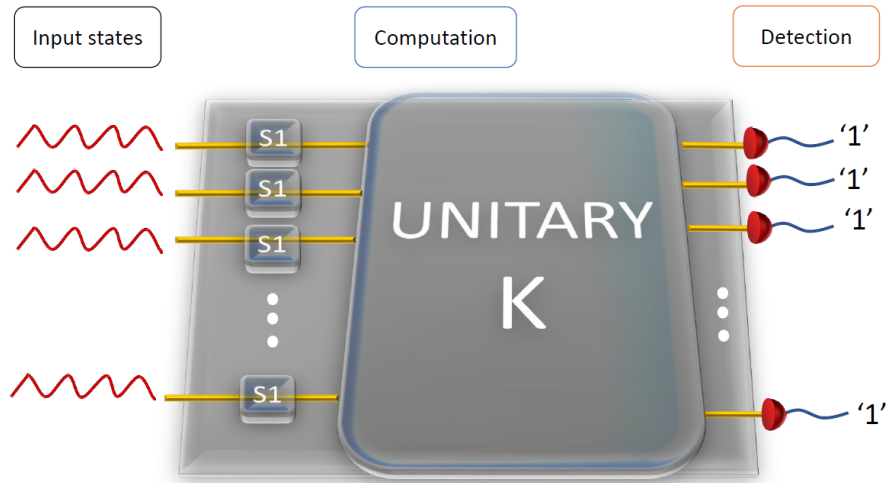 Input states
Computation
Detection
S1
'1'
S1
'1'
S1
'1'
UNITARY
K
S1
'1'